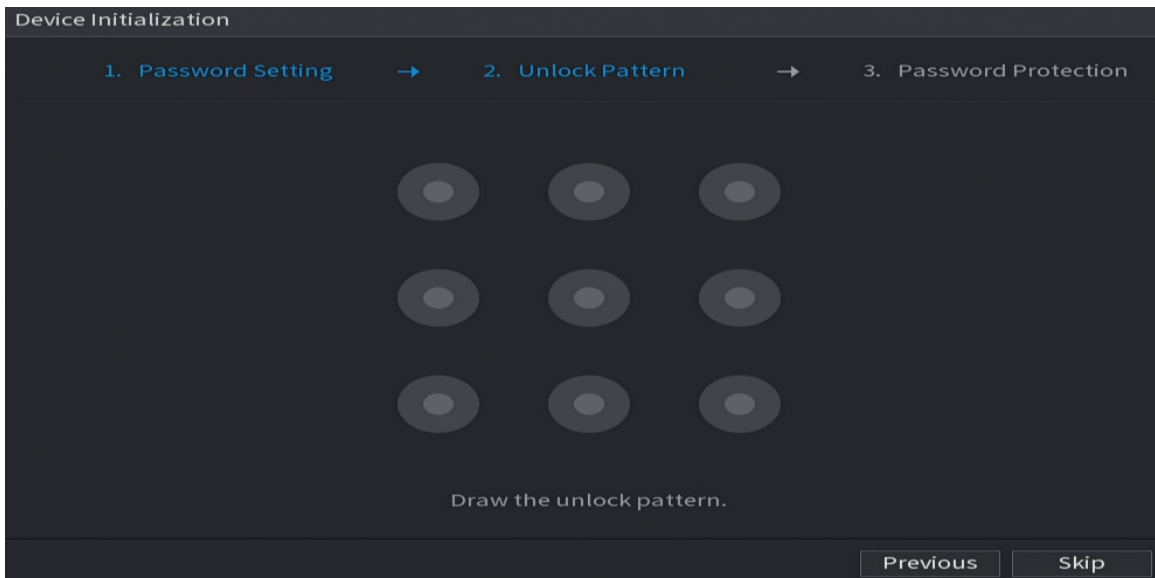 Device Initialization
1. Password Setting → 2. Unlock Pattern → 3. Password Protection
Draw the unlock pattern.
Previous Skip